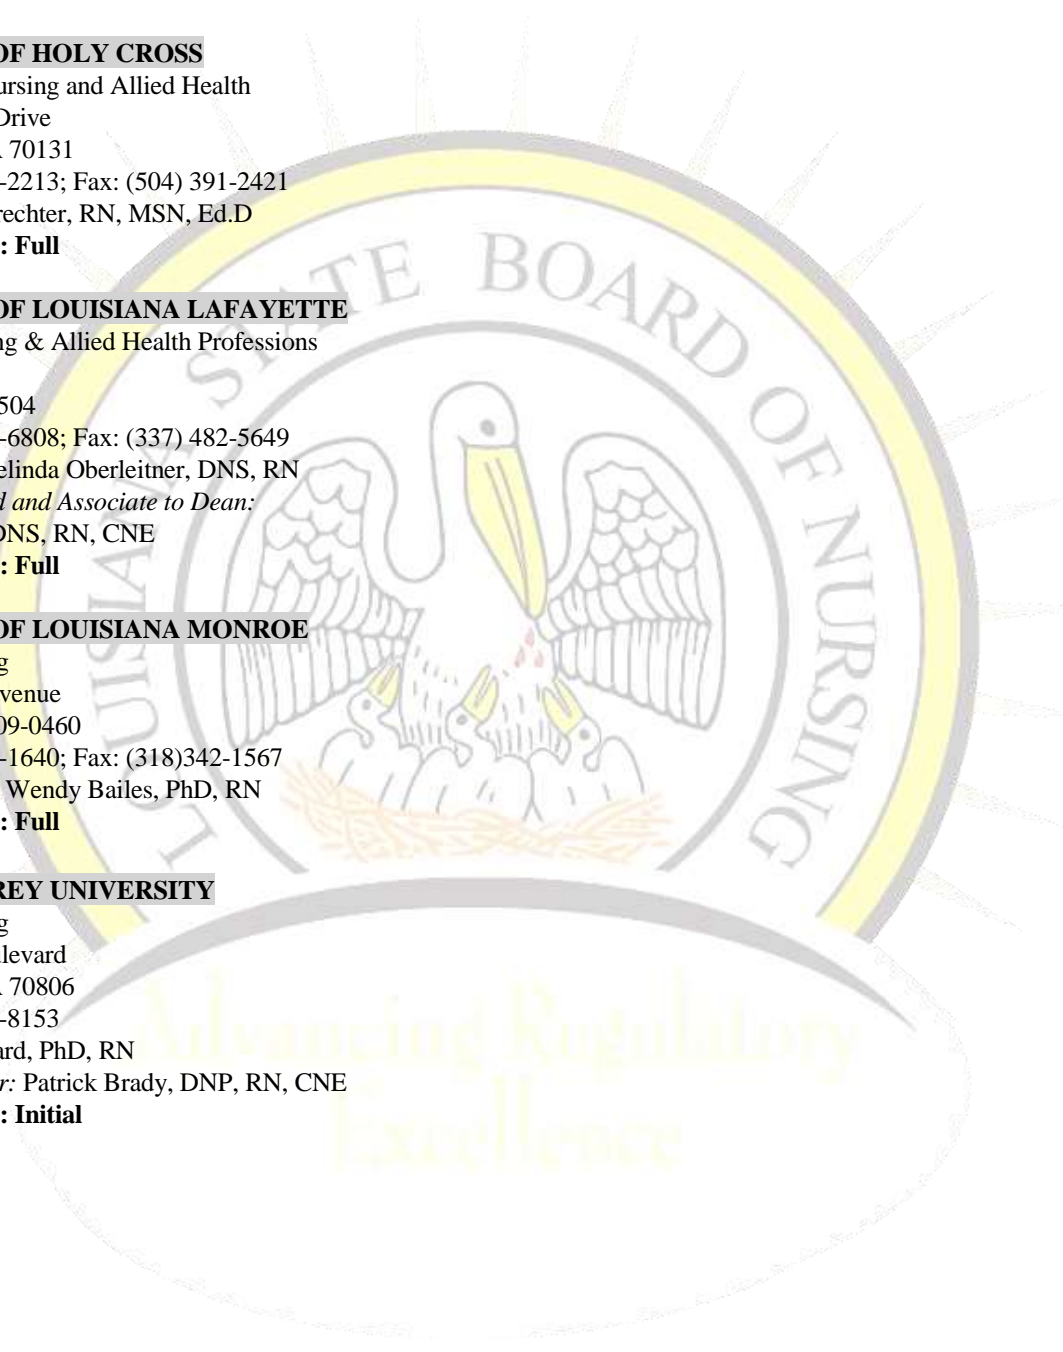 OF HOLY CROSS
ursing and Allied Health
Drive
70131
-2213; Fax: (504) 391-2421
rechter, RN, MSN, Ed.D
: Full
OF LOUISIANA LAFAYETTE
ng & Allied Health Professions
504
-6808; Fax: (337) 482-5649
elinda Oberleitner, DNS, RN
d and Associate to Dean:
DNS, RN, CNE
: Full
OF LOUISIANA MONROE
g
venue
09-0460
-1640; Fax: (318)342-1567
Wendy Bailes, PhD, RN
: Full
REY UNIVERSITY
g
levard
70806
-8153
ard, PhD, RN
r: Patrick Brady, DNP, RN, CNE
: Initial
LOUISIANA STATE BOARD OF NURSING
Advancing Regulatory
Excellence